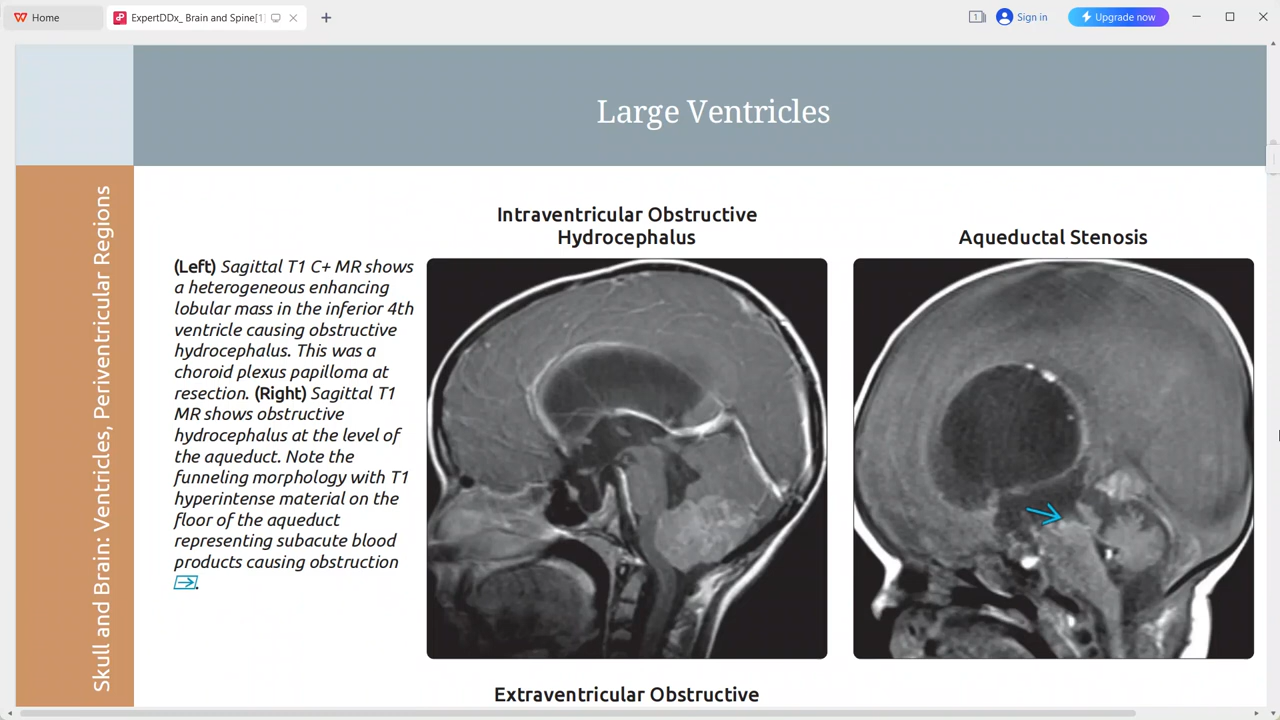 Home
ExpertDDx_ Brain and Spine[1]
1
Sign in
Upgrade now
Large Ventricles
Skull and Brain: Ventricles, Periventricular Regions
Intraventricular Obstructive
Hydrocephalus
Aqueductal Stenosis
(Left) Sagittal T1 C+ MR shows
a heterogeneous enhancing
lobular mass in the inferior 4th
ventricle causing obstructive
hydrocephalus. This was a
choroid plexus papilloma at
resection. (Right) Sagittal T1
MR shows obstructive
hydrocephalus at the level of
the aqueduct. Note the
funneling morphology with T1
hyperintense material on the
floor of the aqueduct
representing subacute blood
products causing obstruction
.
Extraventricular Obstructive